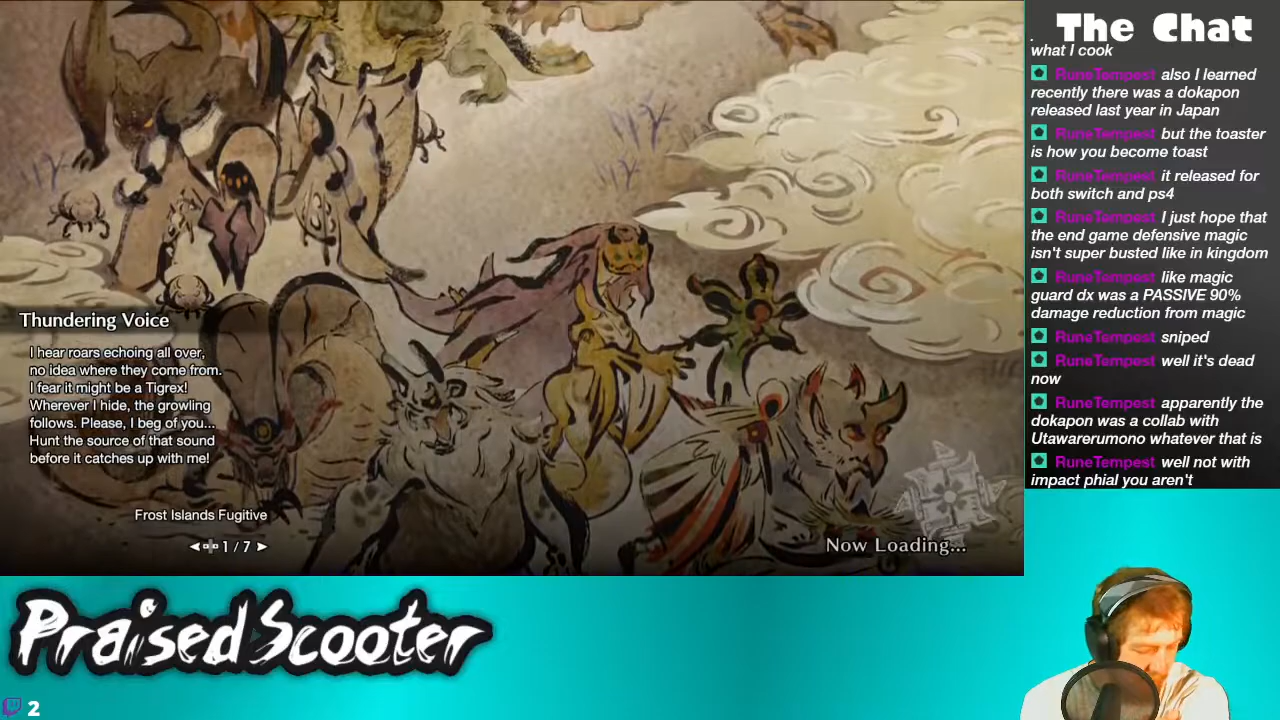 Thundering Voice
I hear roars echoing all over,
no idea where they come from.
I fear it might be a Tigrex!
Wherever I hide, the growling
follows. Please, I beg of you...
Hunt the source of that sound
before it catches up with me!
Frost Islands Fugitive
1 / 7
Now Loading...
The Chat
what I cook
RuneTempest also I learned
recently there was a dokapon
released last year in Japan
RuneTempest but the toaster
is how you become toast
RuneTempest it released for
both switch and ps4
RuneTempest I just hope that
the end game defensive magic
isn't super busted like in kingdom
RuneTempest like magic
guard dx was a PASSIVE 90%
damage reduction from magic
RuneTempest sniped
RuneTempest well it's dead
now
RuneTempest apparently the
dokapon was a collab with
Utawarerumono whatever that is
RuneTempest well not with
impact phial you aren't
PraisedScooter
2